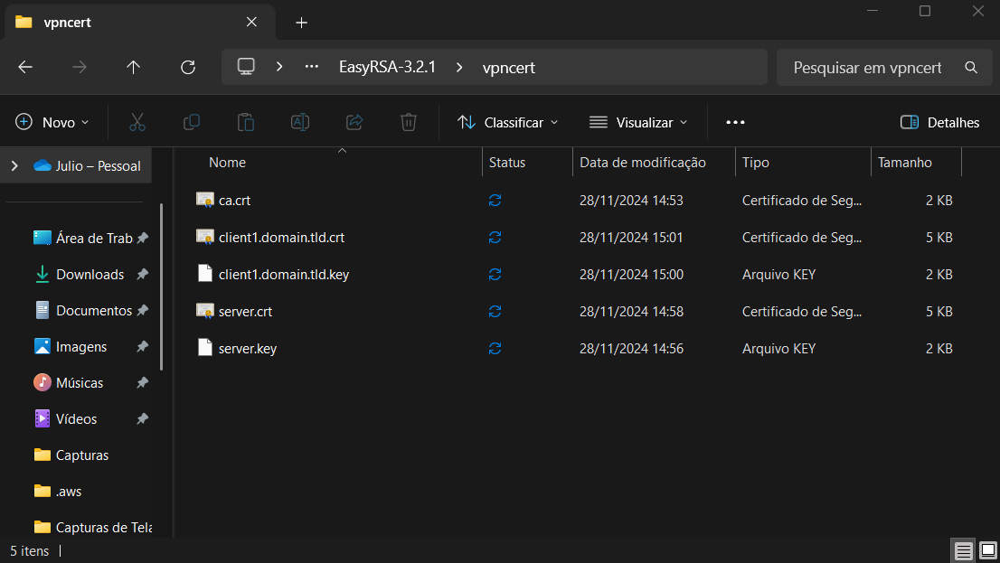 vpncert
EasyRSA-3.2.1 vpncert
Pesquisar em vpncert
Novo
Classificar
Visualizar
Detalhes
Julio – Pessoal
Área de Trab
Downloads
Documentos
Imagens
Músicas
Vídeos
Capturas
.aws
Capturas de Tela
Nome Status Data de modificação Tipo Tamanho
ca.crt 28/11/2024 14:53 Certificado de Seg... 2 KB
client1.domain.tld.crt 28/11/2024 15:01 Certificado de Seg... 5 KB
client1.domain.tld.key 28/11/2024 15:00 Arquivo KEY 2 KB
server.crt 28/11/2024 14:58 Certificado de Seg... 5 KB
server.key 28/11/2024 14:56 Arquivo KEY 2 KB
5 itens